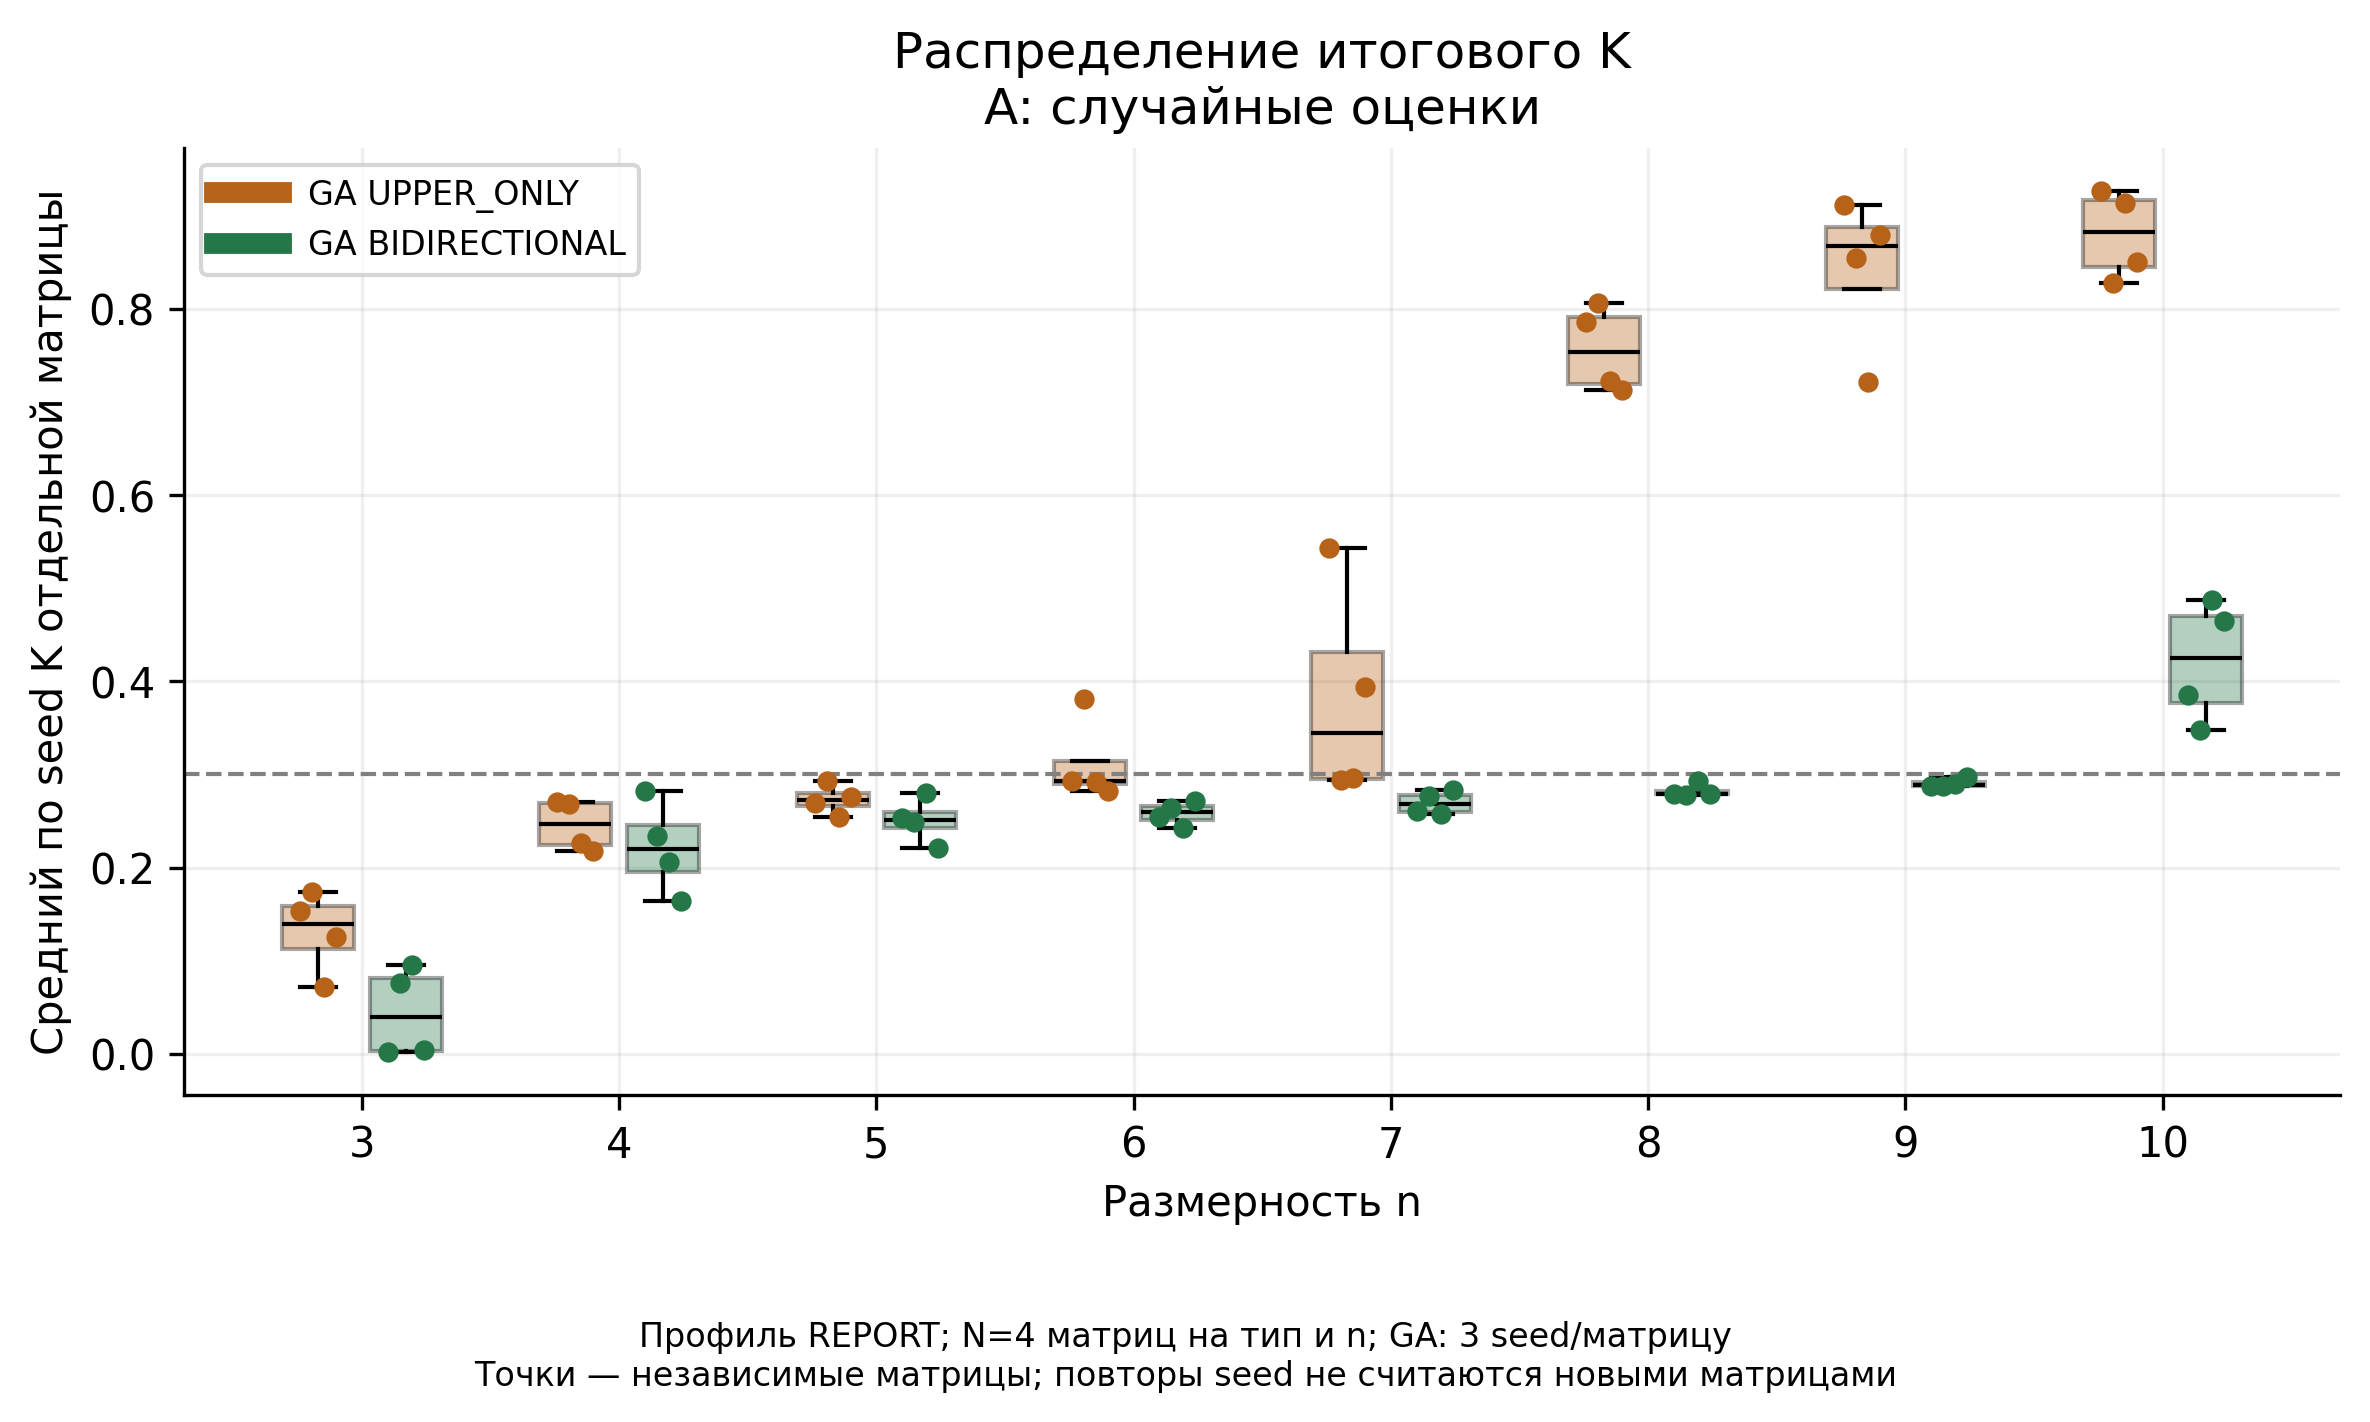 Распределение итогового K
A: случайные оценки
GA UPPER_ONLY
GA BIDIRECTIONAL
Средний по seed K отдельной матрицы
0.8
0.6
0.4
0.2
0.0
3 4 5 6 7 8 9 10
Размерность n
Профиль REPORT; N=4 матриц на тип и n; GA: 3 seed/матрицу
Точки — независимые матрицы; повторы seed не считаются новыми матрицами